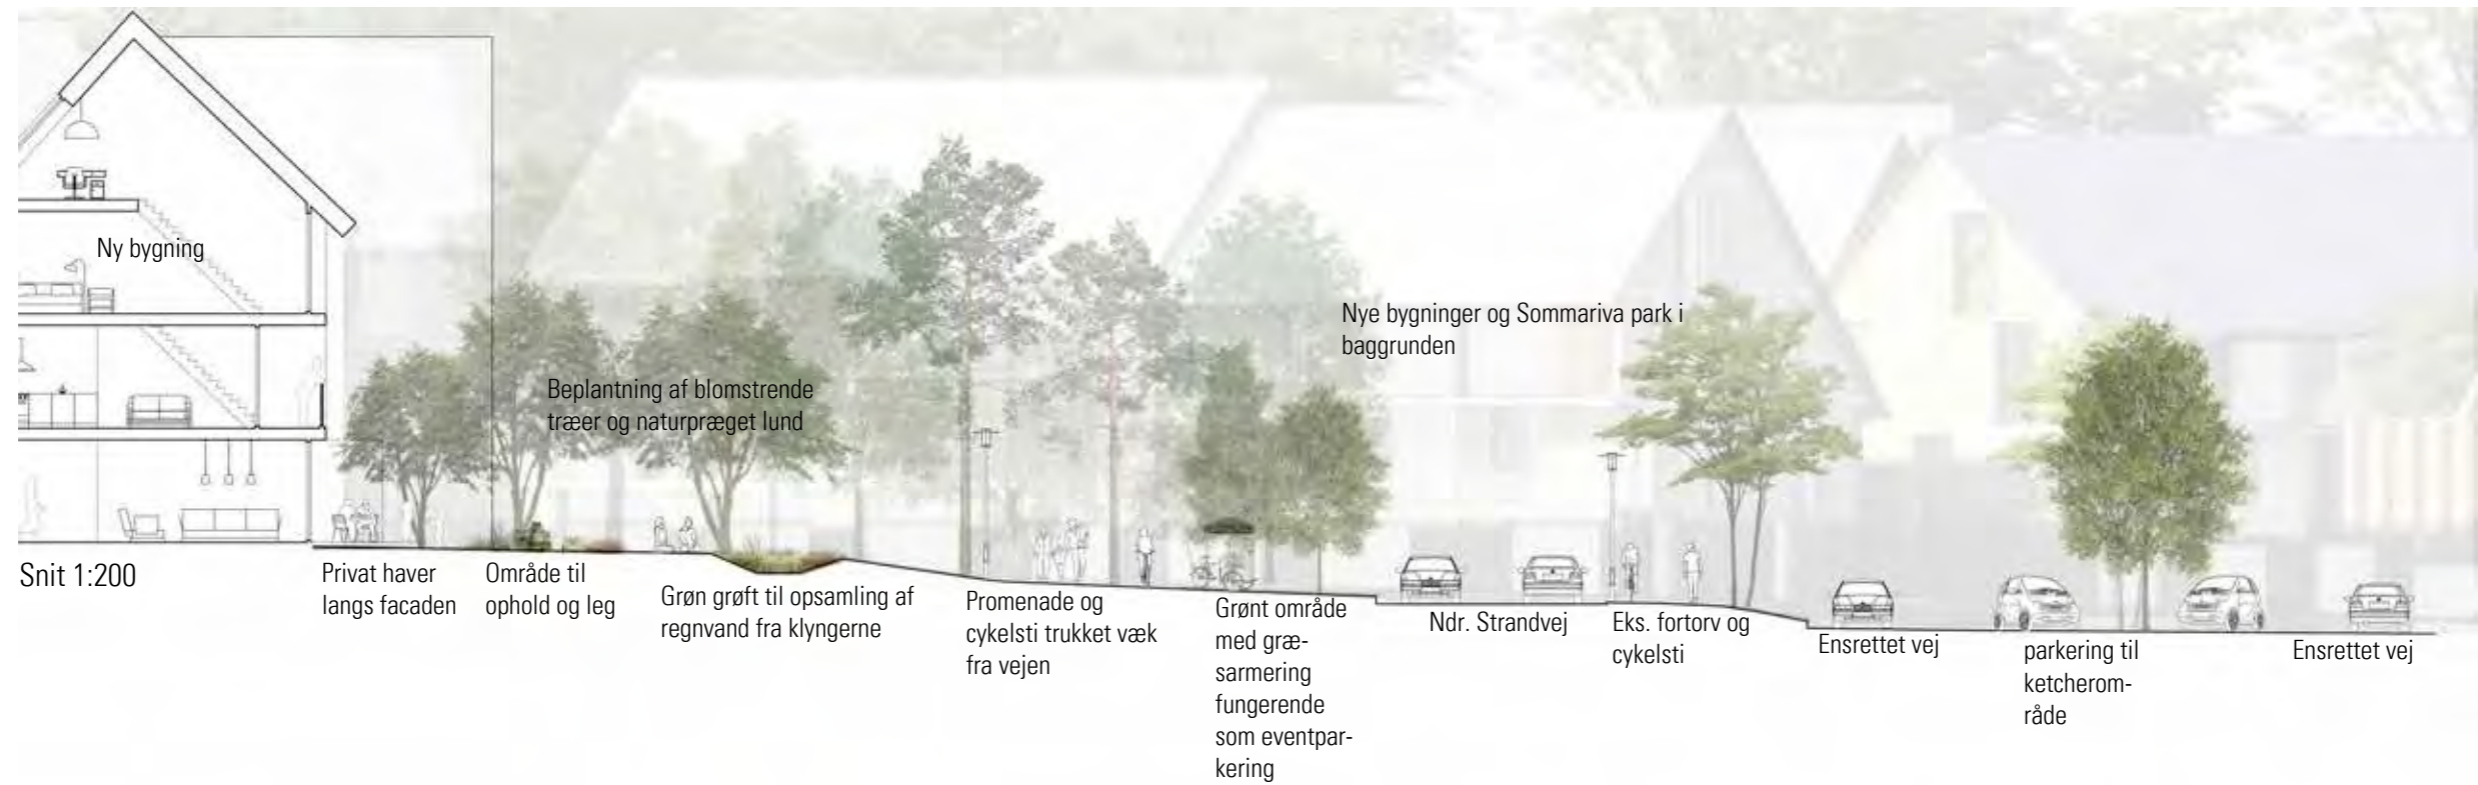 Ny bygning
Nye bygninger og Sommariva park i
baggrunden
Beplantning af blomstrende
træer og naturpræget lund
Snit 1:200
Privat haver
langs facaden
Område til
ophold og leg
Grøn grøft til opsamling af
regnvand fra klyngerne
Promenade og
cykelsti trukket væk
fra vejen
Grønt område
med græ-
sarmering
fungerende
som eventpar-
kering
Ndr. Strandvej
Eks. fortorv og
cykelsti
Ensrettet vej
parkering til
ketcherom-
råde
Ensrettet vej